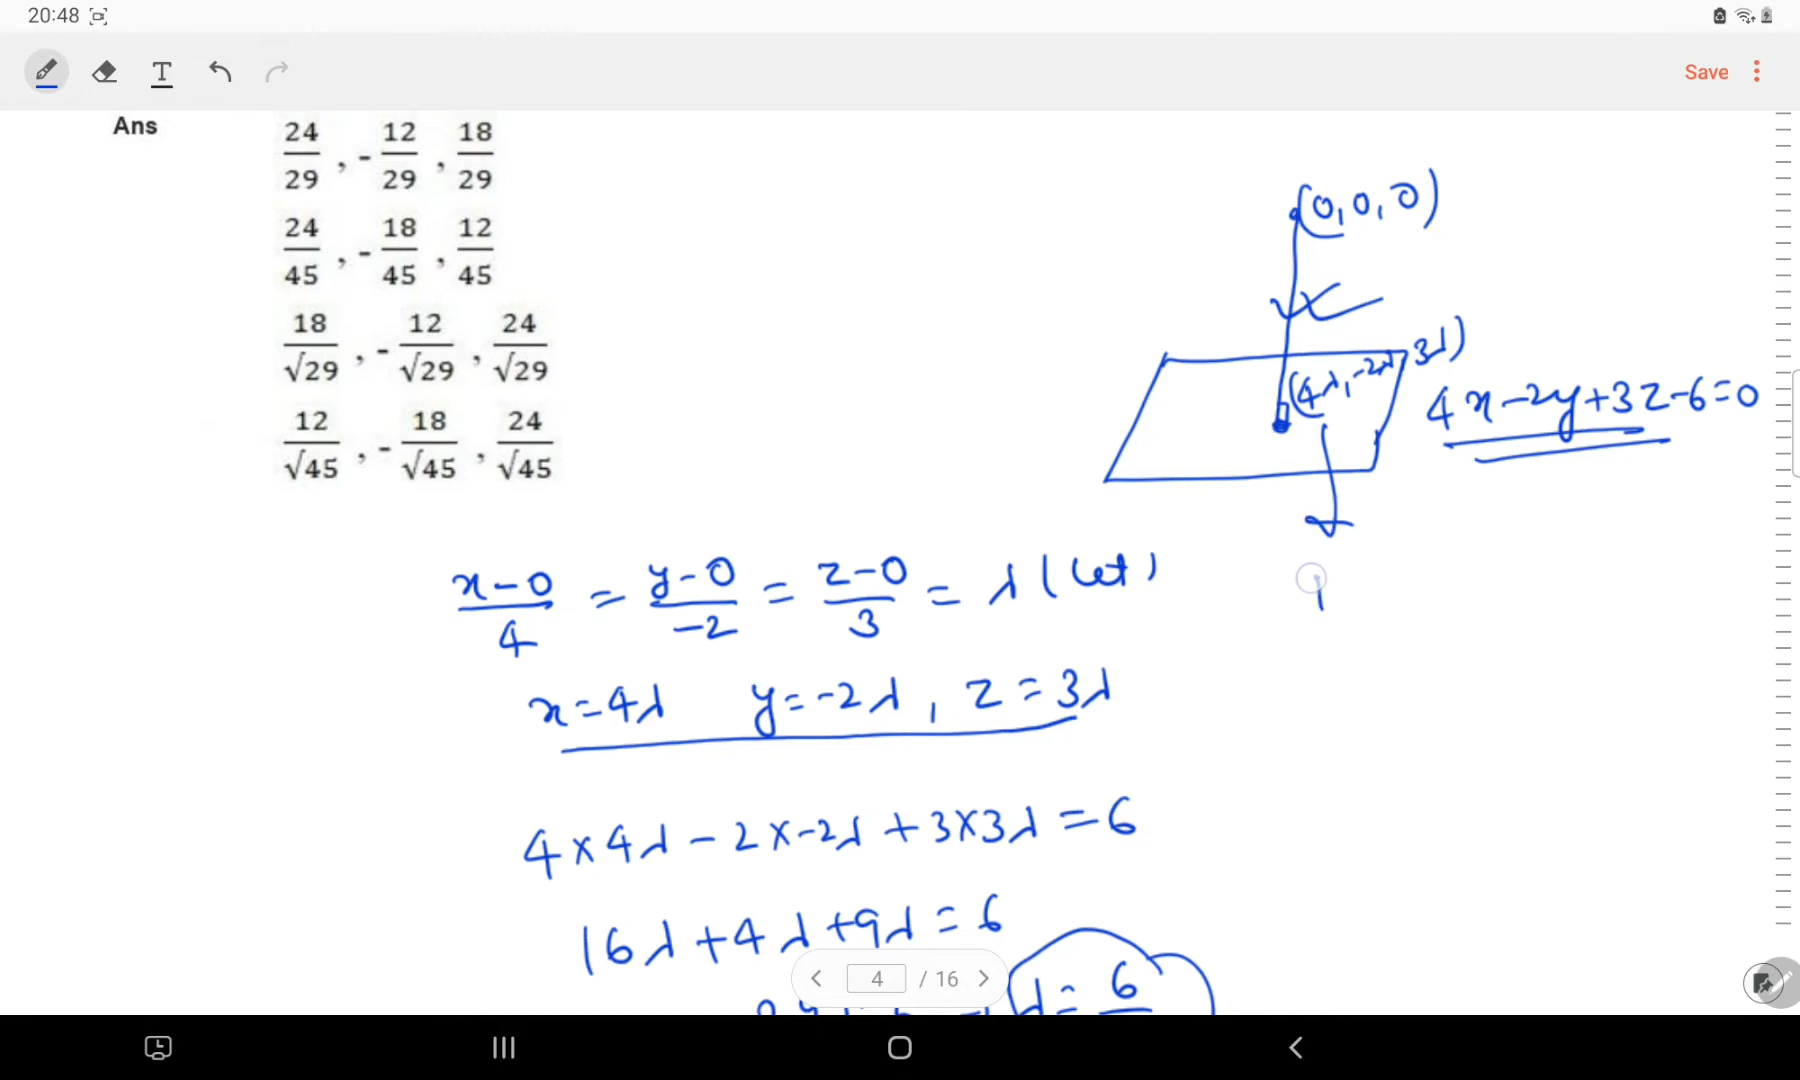 20:48
Save
Ans
24/29 , - 12/29 , 18/29
24/45 , - 18/45 , 12/45
18/√29 , - 12/√29 , 24/√29
12/√45 , - 18/√45 , 24/√45
(0, 0, 0)
(4λ, -2λ, 3λ)
4x-2y+3z-6=0
x-0/4 = y-0/-2 = z-0/3 = λ (let)
x=4λ y=-2λ, z=3λ
4×4λ - 2×-2λ + 3×3λ = 6
16λ+4λ+9λ=6
λ= 6
4 / 16